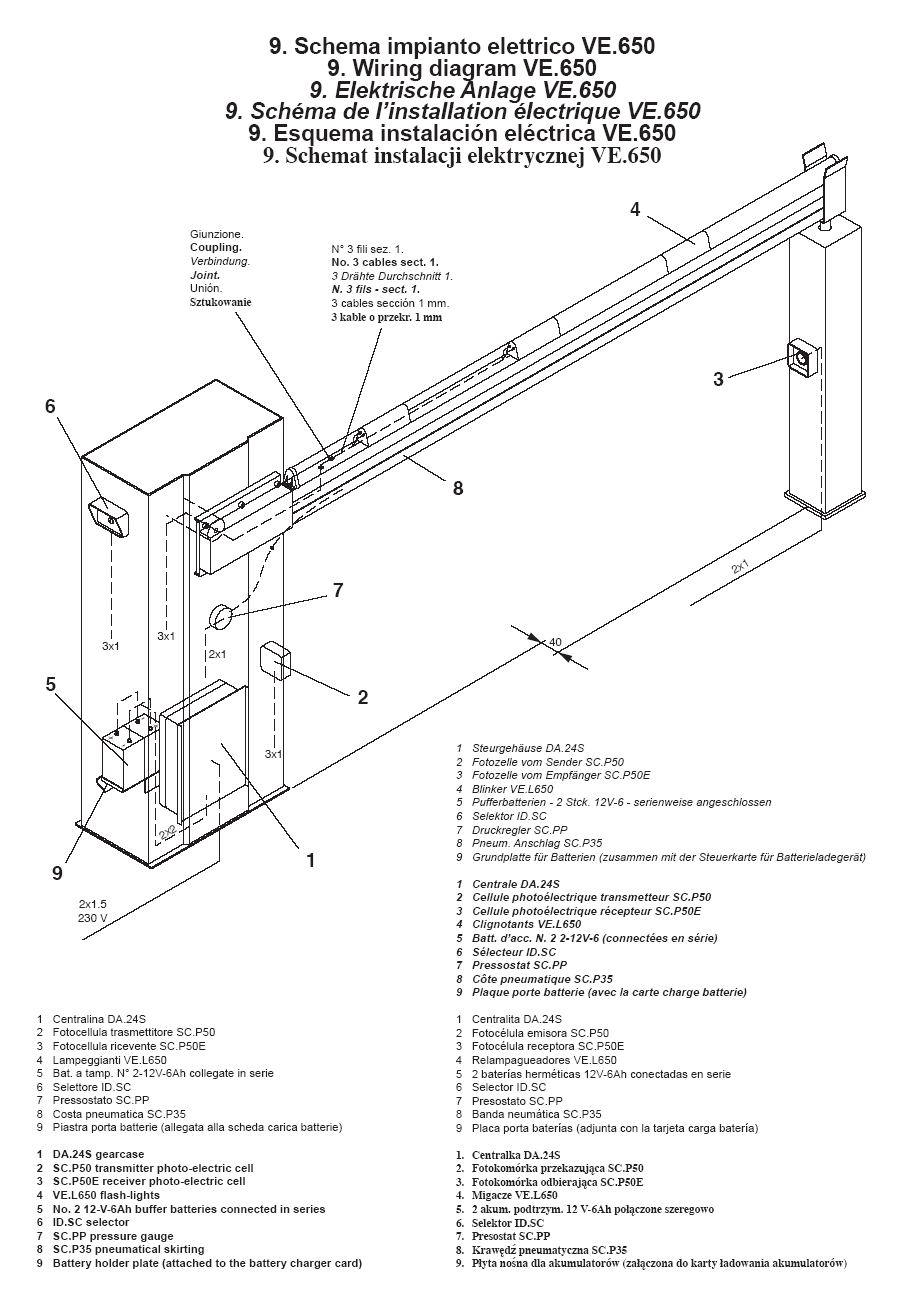 9. Schema impianto elettrico VE.650
9. Wiring diagram VE.650
9. Elektrische Anlage VE.650
9. Schéma de l'installation électrique VE.650
9. Esquema instalación eléctrica VE.650
9. Schemat instalacji elektrycznej VE.650
4
Giunzione.
Coupling.
Verbindung.
Joint.
Unión.
Sztukowanie
N° 3 fili sez. 1.
No. 3 cables sect. 1.
3 Drähte Durchschnitt 1.
N. 3 fils - sect. 1.
3 cables sección 1 mm.
3 kable o przekr. 1 mm
3
6
8
2x1
7
40
3x1
3x1
2x1
5
2
3x1
2x2
1
9
2x1.5
230 V
1 Steurgehäuse DA.24S
2 Fotozelle vom Sender SC.P50
3 Fotozelle vom Empfänger SC.P50E
4 Blinker VE.L650
5 Pufferbatterien - 2 Stck. 12V-6 - serienweise angeschlossen
6 Selektor ID.SC
7 Druckregler SC.PP
8 Pneum. Anschlag SC.P35
9 Grundplatte für Batterien (zusammen mit der Steuerkarte für Batterieladegerät)
1 Centrale DA.24S
2 Cellule photoélectrique transmetteur SC.P50
3 Cellule photoélectrique récepteur SC.P50E
4 Clignotants VE.L650
5 Batt. d'acc. N. 2 2-12V-6 (connectées en série)
6 Sélecteur ID.SC
7 Pressostat SC.PP
8 Côte pneumatique SC.P35
9 Plaque porte batterie (avec la carte charge batterie)
1 Centralina DA.24S
2 Fotocellula trasmettitore SC.P50
3 Fotocellula ricevente SC.P50E
4 Lampeggianti VE.L650
5 Bat. a tamp. N° 2-12V-6Ah collegate in serie
6 Selettore ID.SC
7 Pressostato SC.PP
8 Costa pneumatica SC.P35
9 Piastra porta batterie (allegata alla scheda carica batterie)
1 Centralita DA.24S
2 Fotocélula emisora SC.P50
3 Fotocélula receptora SC.P50E
4 Relampagueadores VE.L650
5 2 baterías herméticas 12V-6Ah conectadas en serie
6 Selector ID.SC
7 Presostato SC.PP
8 Banda neumática SC.P35
9 Placa porta baterías (adjunta con la tarjeta carga batería)
1 DA.24S gearcase
2 SC.P50 transmitter photo-electric cell
3 SC.P50E receiver photo-electric cell
4 VE.L650 flash-lights
5 No. 2 12-V-6Ah buffer batteries connected in series
6 ID.SC selector
7 SC.PP pressure gauge
8 SC.P35 pneumatical skirting
9 Battery holder plate (attached to the battery charger card)
1. Centralka DA.24S
2. Fotokomórka przekazująca SC.P50
3. Fotokomórka odbierająca SC.P50E
4. Migacze VE.L650
5. 2 akum. podtrzym. 12 V-6Ah połączone szeregowo
6. Selektor ID.SC
7. Presostat SC.PP
8. Krawędź pneumatyczna SC.P35
9. Płyta nośna dla akumulatorów (załączona do karty ładowania akumulatorów)